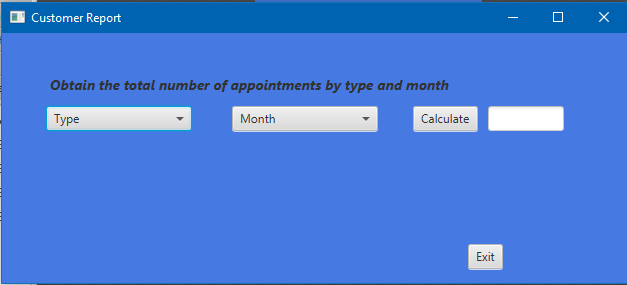 Customer Report
Obtain the total number of appointments by type and month
Type Month Calculate
Exit